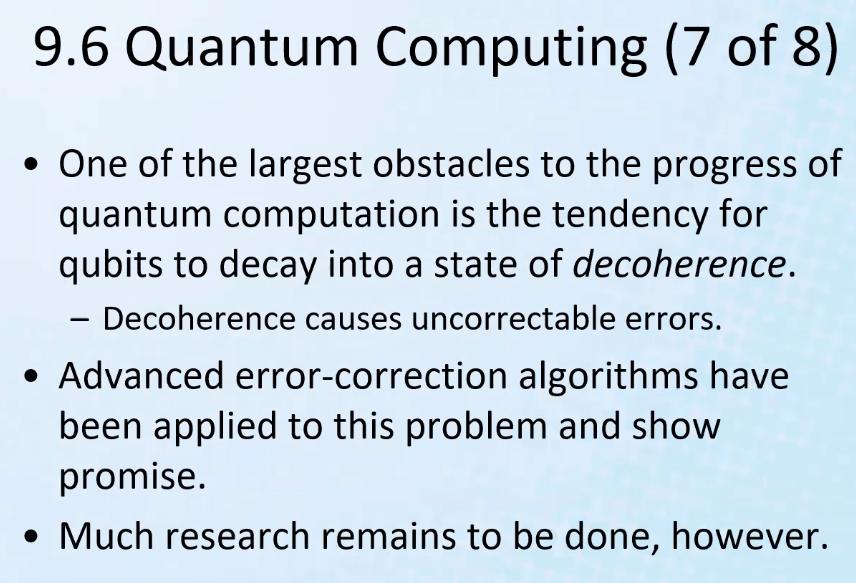 9.6 Quantum Computing (7 of 8)
• One of the largest obstacles to the progress of
quantum computation is the tendency for
qubits to decay into a state of decoherence.
– Decoherence causes uncorrectable errors.
• Advanced error-correction algorithms have
been applied to this problem and show
promise.
• Much research remains to be done, however.